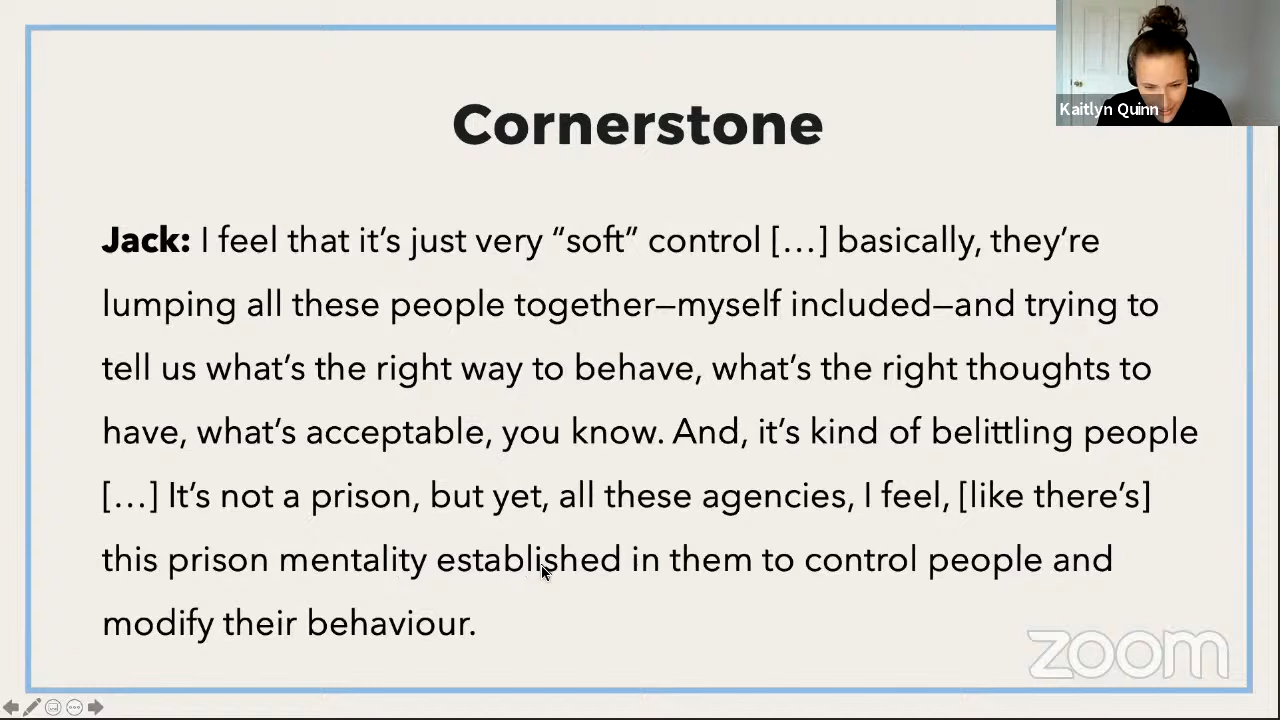 Kaitlyn Quinn
Cornerstone
Jack: I feel that it’s just very “soft” control […] basically, they’re
lumping all these people together—myself included—and trying to
tell us what’s the right way to behave, what’s the right thoughts to
have, what’s acceptable, you know. And, it’s kind of belittling people
[…] It’s not a prison, but yet, all these agencies, I feel, [like there’s]
this prison mentality established in them to control people and
modify their behaviour.
zoom